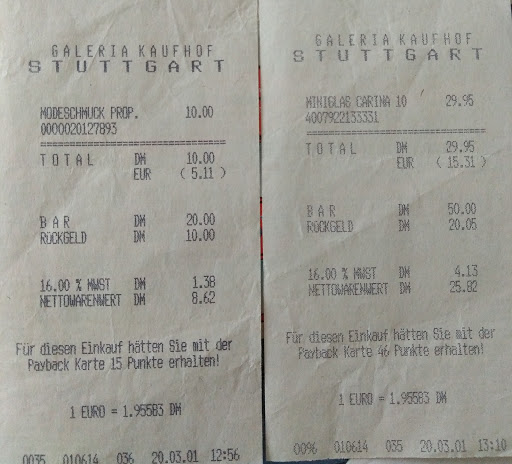 GALERIA KAUFHOF
STUTTGART
MODESCHMUCK PROP. 10.00
0000020127893
TOTAL DM 10.00
EUR ( 5.11 )
BAR DM 20.00
RÜCKGELD DM 10.00
16.00 % MWST DM 1.38
NETTOWARENWERT DM 8.62
Für diesen Einkauf hätten Sie mit der
Payback Karte 15 Punkte erhalten!
1 EURO = 1.95583 DM
0035 010614 036 20.03.01 12:56
GALERIA KAUFHOF
STUTTGART
MINIGLAS CARINA 10 29.95
4007922133331
TOTAL DM 29.95
EUR ( 15.31 )
BAR DM 50.00
RÜCKGELD DM 20.05
16.00 % MWST DM 4.13
NETTOWARENWERT DM 25.82
Für diesen Einkauf hätten Sie mit der
Payback Karte 46 Punkte erhalten!
1 EURO = 1.95583 DM
0096 010614 035 20.03.01 13:10